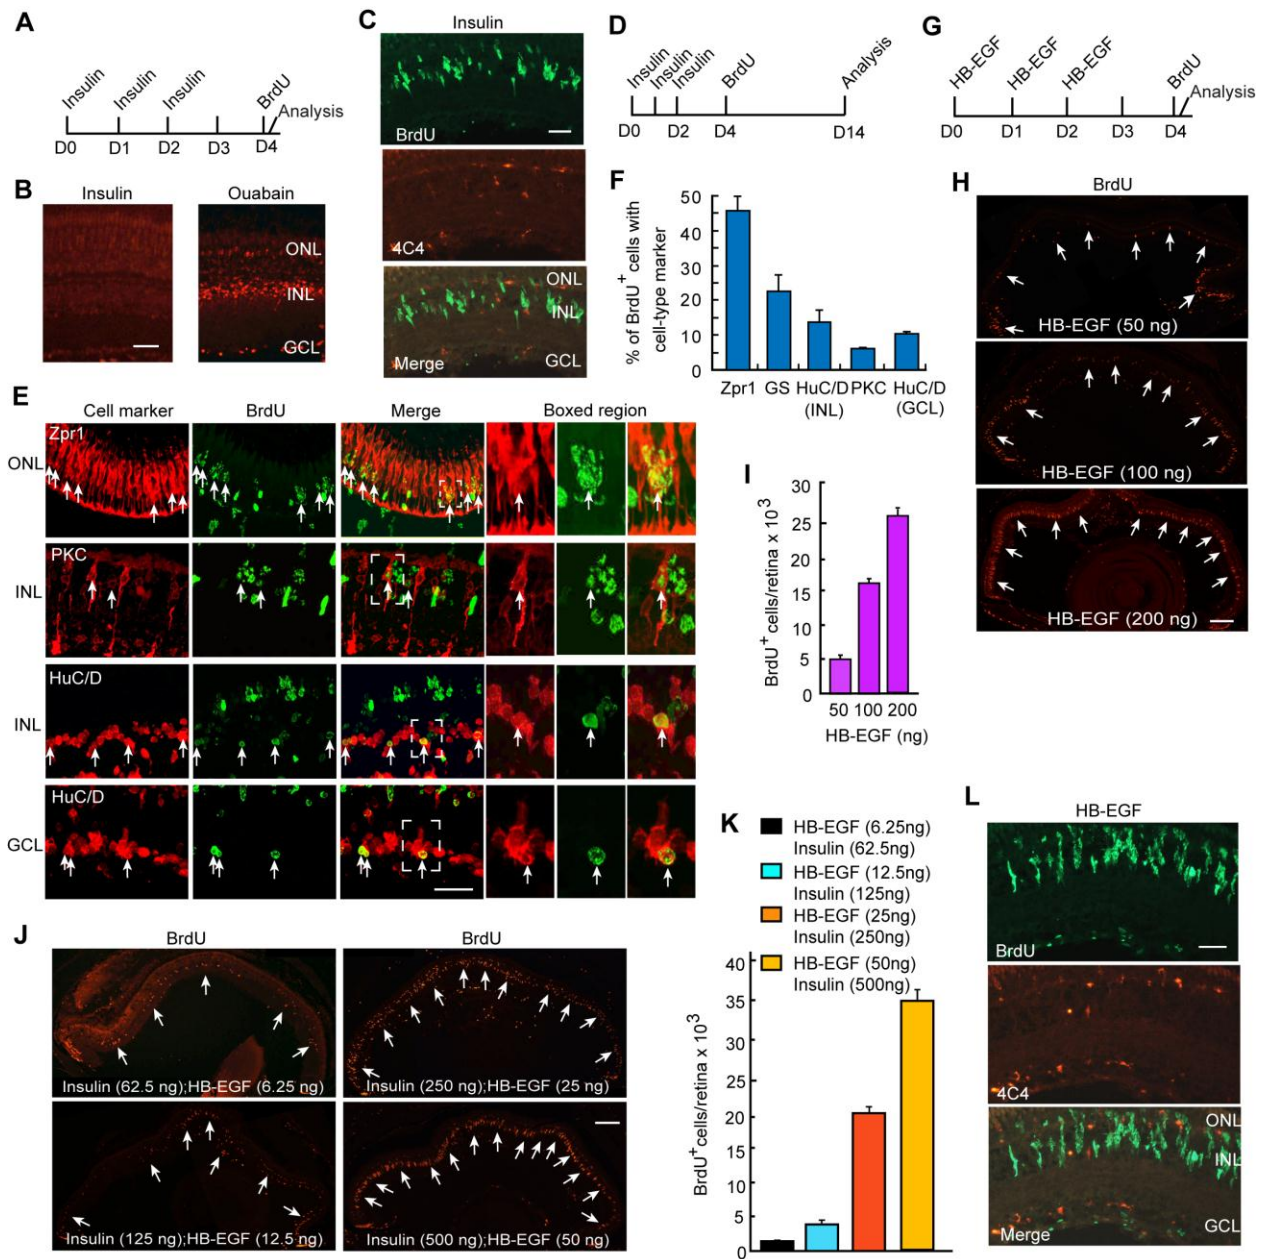 A
Insulin
Insulin
Insulin
BrdU
Analysis
D0 D1 D2 D3 D4
B
Insulin
Ouabain
ONL
INL
GCL
C
Insulin
BrdU
4C4
ONL
INL
Merge
GCL
D
Insulin
Insulin
Insulin
BrdU
Analysis
D0 D2 D4 D14
G
HB-EGF
HB-EGF
HB-EGF
BrdU
Analysis
D0 D1 D2 D3 D4
F
% of BrdU+ cells with
cell-type marker
50
40
30
20
10
0
Zpr1 GS HuC/D PKC HuC/D
(INL) (GCL)
H
BrdU
HB-EGF (50 ng)
HB-EGF (100 ng)
HB-EGF (200 ng)
E
Cell marker BrdU Merge Boxed region
Zpr1
ONL
PKC
INL
HuC/D
INL
HuC/D
GCL
I
BrdU+ cells/retina x 103
30
25
20
15
10
5
0
50 100 200
HB-EGF (ng)
J
BrdU
BrdU
Insulin (62.5 ng);HB-EGF (6.25 ng)
Insulin (250 ng);HB-EGF (25 ng)
Insulin (125 ng);HB-EGF (12.5 ng)
Insulin (500 ng);HB-EGF (50 ng)
K
HB-EGF (6.25ng)
Insulin (62.5ng)
HB-EGF (12.5ng)
Insulin (125ng)
HB-EGF (25ng)
Insulin (250ng)
HB-EGF (50ng)
Insulin (500ng)
BrdU+cells/retina x 103
40
35
30
25
20
15
10
5
0
L
HB-EGF
BrdU
4C4
ONL
INL
GCL
Merge